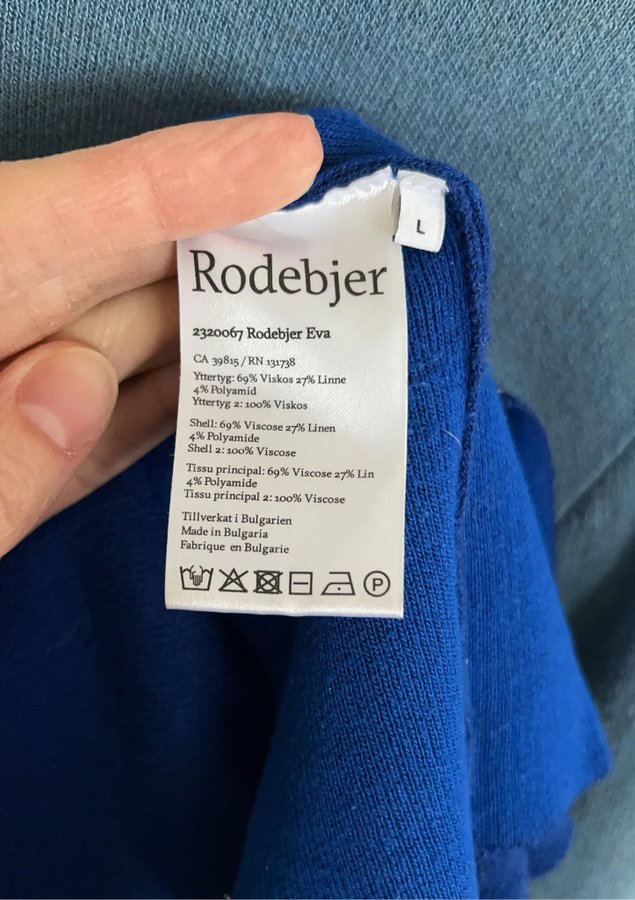 L
Rodebjer
2320067 Rodebjer Eva
CA 39815 / RN 131738
Yttertyg: 69% Viskos 27% Linne
4% Polyamid
Yttertyg 2: 100% Viskos
Shell: 69% Viscose 27% Linen
4% Polyamide
Shell 2: 100% Viscose
Tissu principal: 69% Viscose 27% Lin
4% Polyamide
Tissu principal 2: 100% Viscose
Tillverkat i Bulgarien
Made in Bulgaria
Fabrique en Bulgarie
P